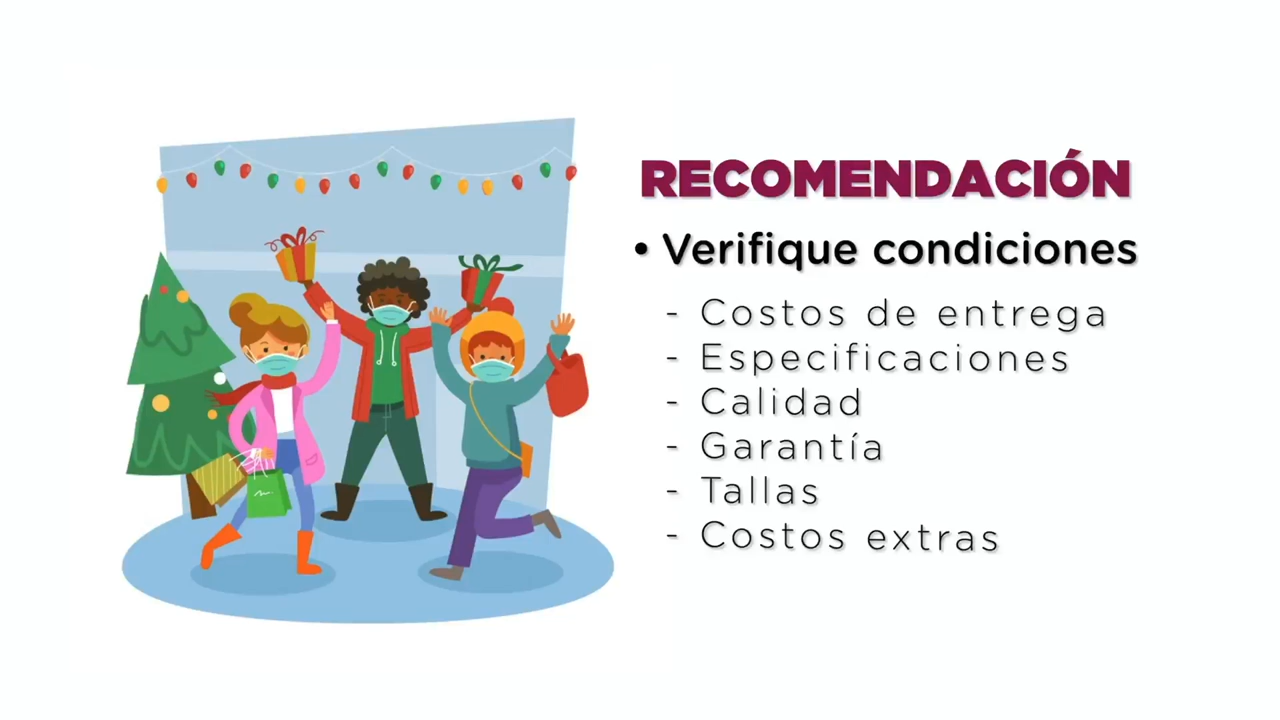 RECOMENDACIÓN
• Verifique condiciones
- Costos de entrega
- Especificaciones
- Calidad
- Garantía
- Tallas
- Costos extras